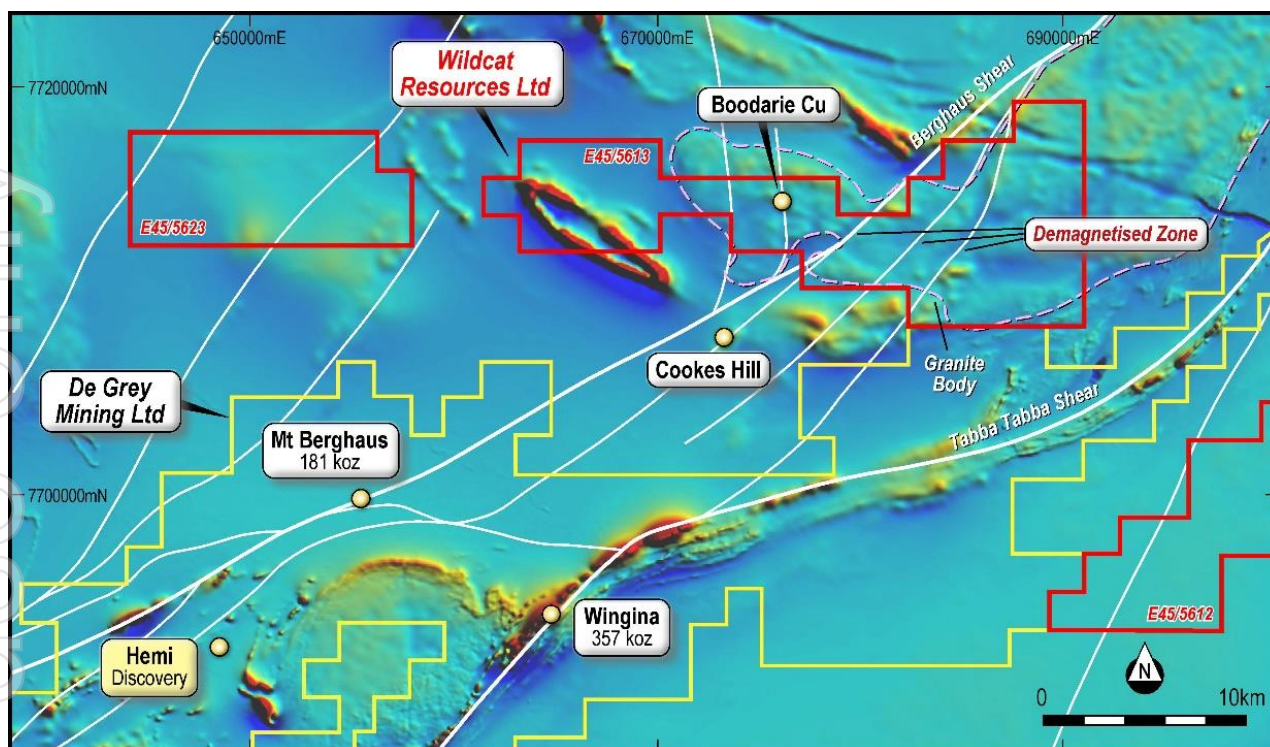 650000mE
670000mE
690000mE
7720000mN
Wildcat
Resources Ltd
Boodarie Cu
Berghaus Shear
E45/5613
E45/5623
Demagnetised Zone
Cookes Hill
Granite
Body
De Grey
Mining Ltd
Tabba Tabba Shear
Mt Berghaus
181 koz
7700000mN
Wingina
357 koz
E45/5612
Hemi
Discovery
N
0
10km